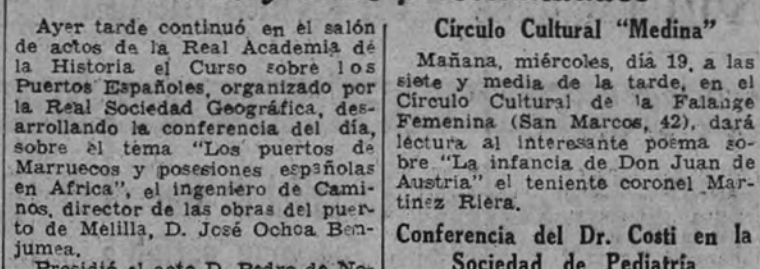 Ayer tarde continuó en el salón
de actos de la Real Academia de
la Historia el Curso sobre los
Puertos Españoles, organizado por
la Real Sociedad Geográfica, des-
arrollando la conferencia del día,
sobre el tema "Los puertos de
Marruecos y posesiones españolas
en Africa", el ingeniero de Cami-
nos, director de las obras del puer-
to de Melilla, D. José Ochoa Ben-
jumea.
Presidió el acto D. Pedro de No-
Círculo Cultural "Medina"
Mañana, miércoles, día 19, a las
siete y media de la tarde, en el
Círculo Cultural de la Falange
Femenina (San Marcos, 42), dará
lectura al interesante poema so-
bre "La infancia de Don Juan de
Austria" el teniente coronel Mar-
tínez Riera.
Conferencia del Dr. Costi en la
Sociedad de Pediatría